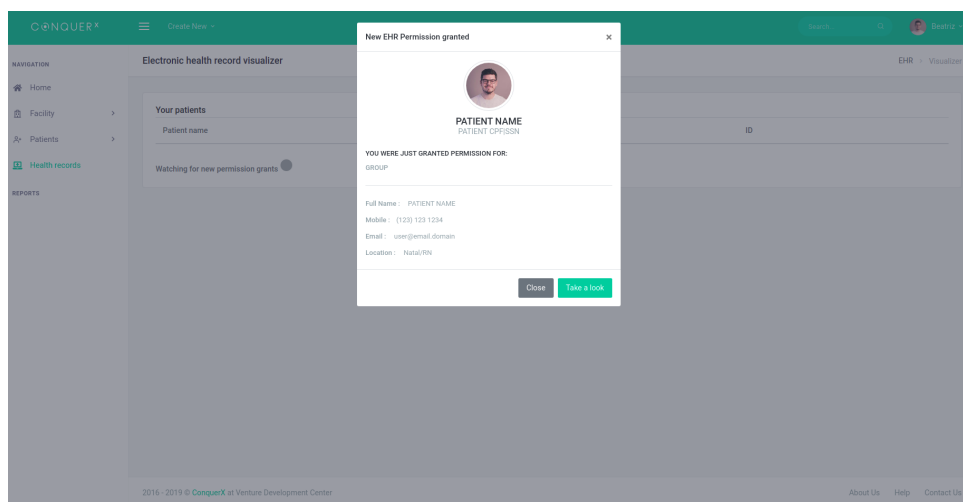 CONQUERX
Create New
Search
Beatriz
NAVIGATION
Home
Facility
Patients
Health records
REPORTS
Electronic health record visualizer
EHR > Visualizer
Your patients
Patient name
ID
Watching for new permission grants
New EHR Permission granted
×
PATIENT NAME
PATIENT CPF|SSN
YOU WERE JUST GRANTED PERMISSION FOR:
GROUP
Full Name : PATIENT NAME
Mobile : (123) 123 1234
Email : user@email.domain
Location : Natal/RN
Close
Take a look
2016 - 2019 © ConquerX at Venture Development Center
About Us Help Contact Us